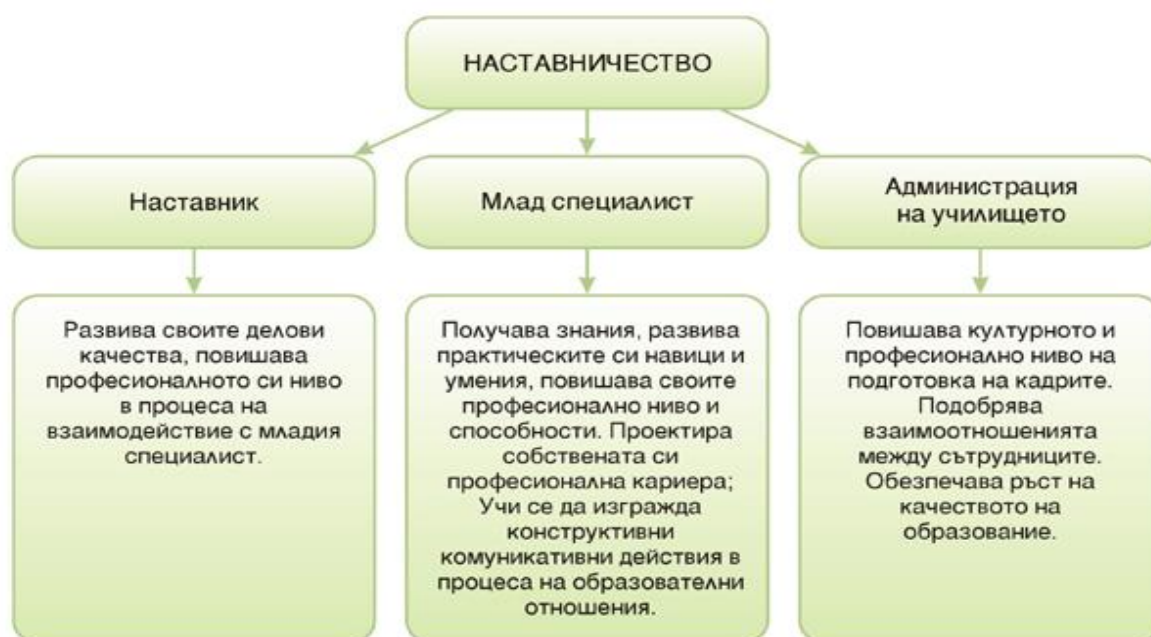 НАСТАВНИЧЕСТВО
Наставник
Млад специалист
Администрация
на училището
Развива своите делови
качества, повишава
професионалното си ниво
в процеса на
взаимодействие с младия
специалист.
Получава знания, развива
практическите си навици и
умения, повишава своите
професионално ниво и
способности. Проектира
собствената си
професионална кариера;
Учи се да изгражда
конструктивни
комуникативни действия в
процеса на образователни
отношения.
Повишава културното и
професионално ниво на
подготовка на кадрите.
Подобрява
взаимоотношенията
между сътрудниците.
Обезпечава ръст на
качеството на
образование.